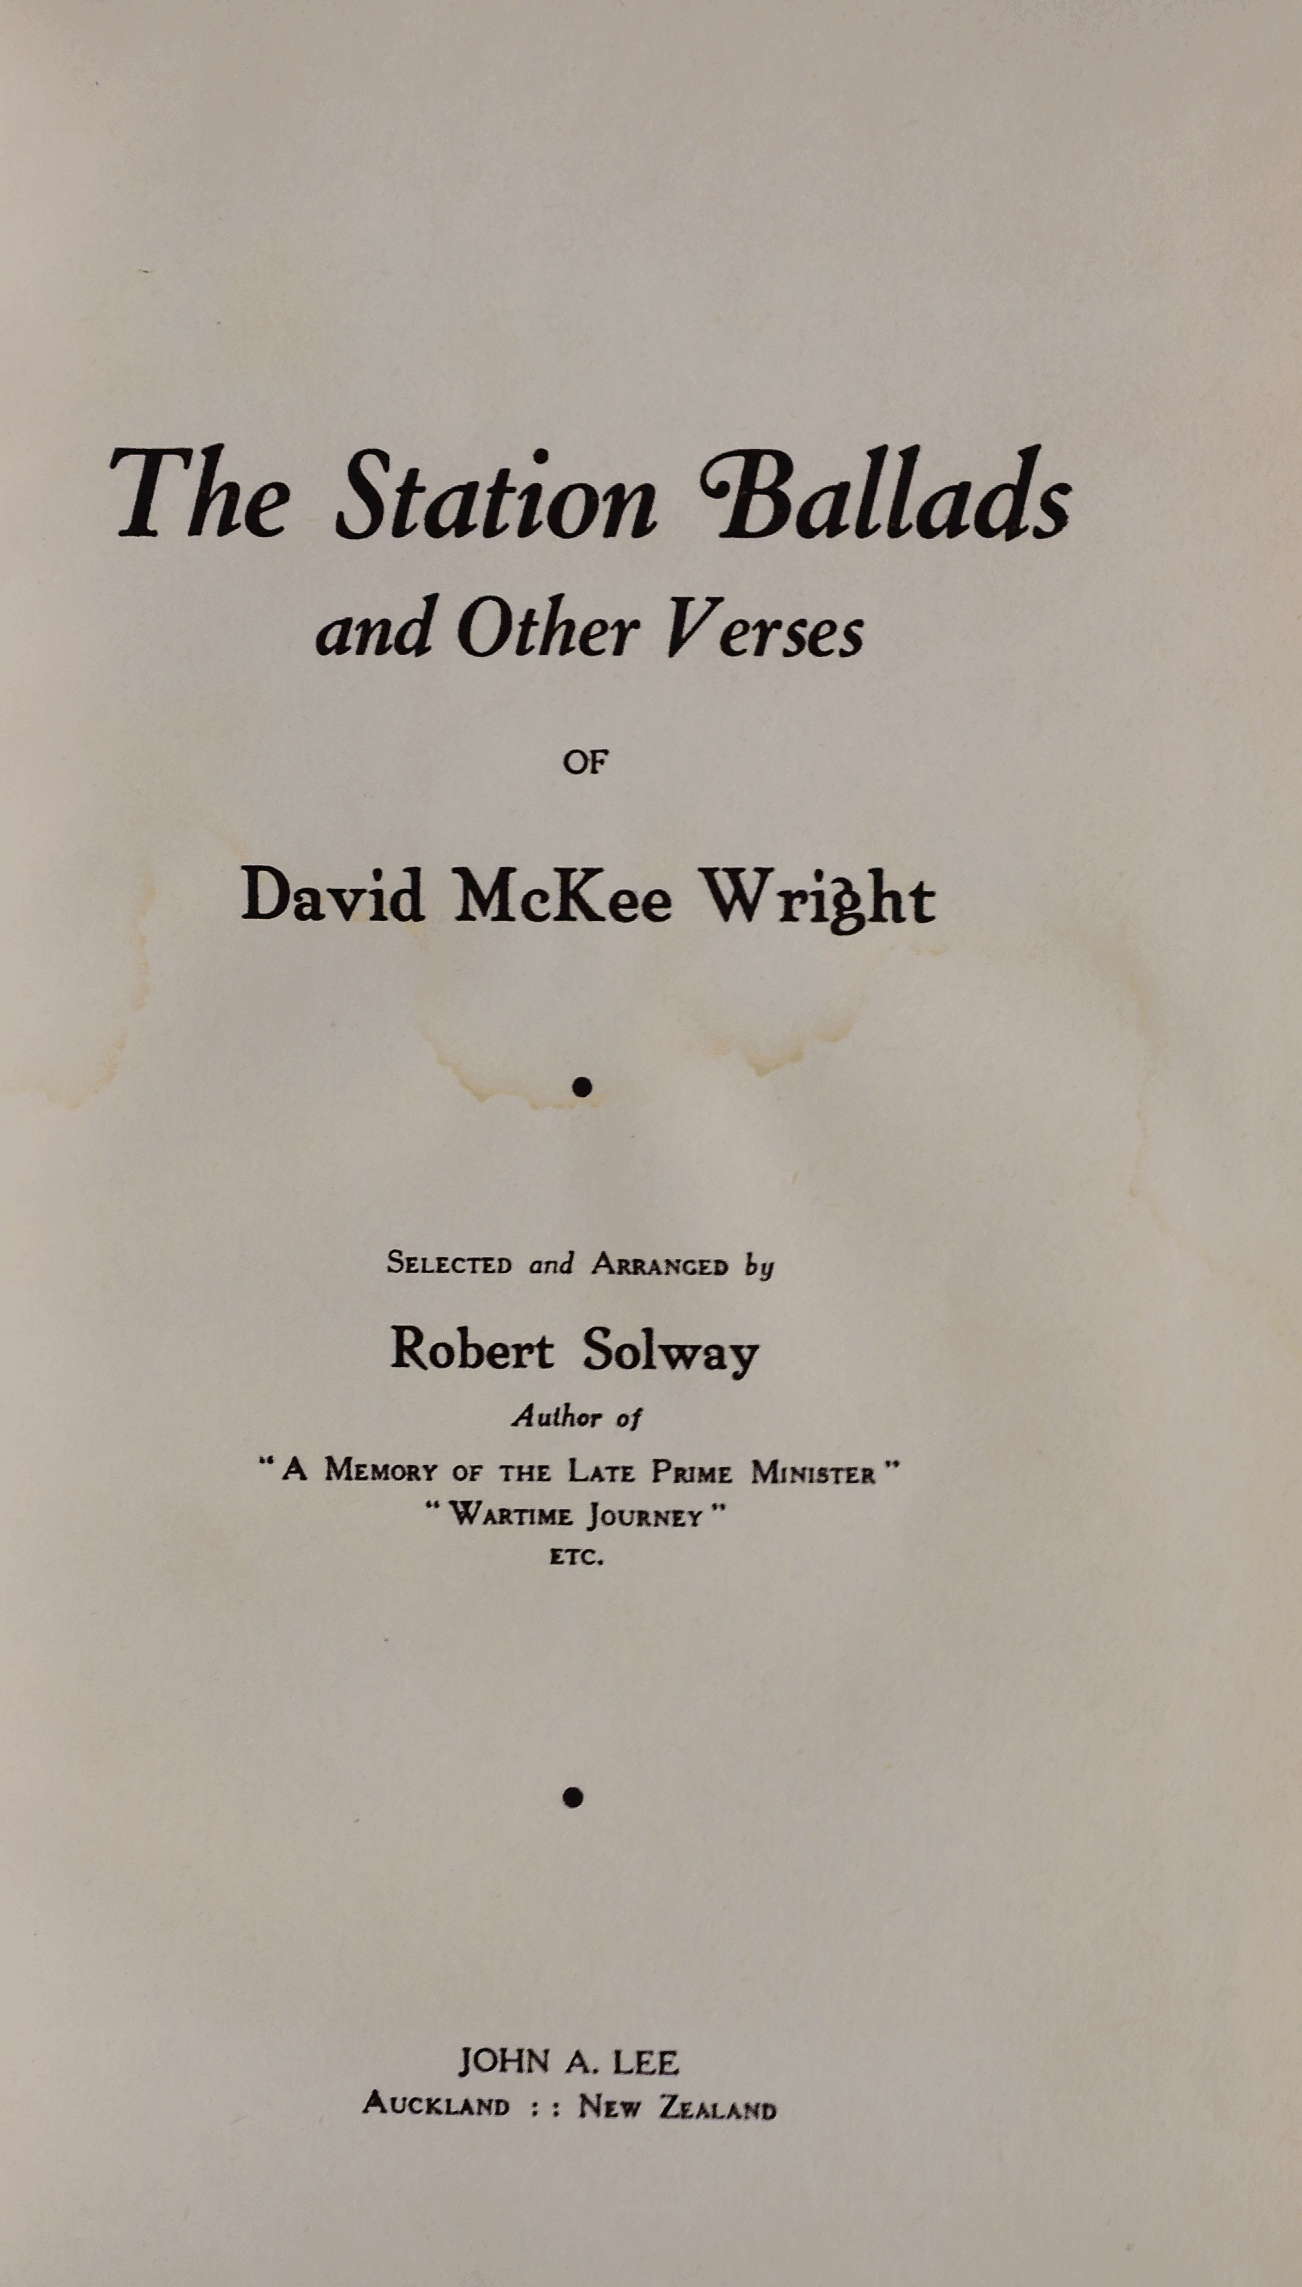 The Station Ballads
and Other Verses
OF
David McKee Wright
•
SELECTED and ARRANGED by
Robert Solway
Author of
“A MEMORY OF THE LATE PRIME MINISTER”
“WARTIME JOURNEY”
ETC.
•
JOHN A. LEE
AUCKLAND :: NEW ZEALAND